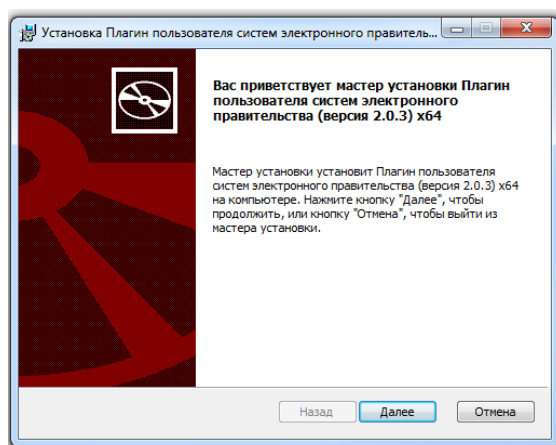 Установка Плагин пользователя систем электронного правитель...
Вас приветствует мастер установки Плагин
пользователя систем электронного
правительства (версия 2.0.3) x64
Мастер установки установит Плагин пользователя
систем электронного правительства (версия 2.0.3) x64
на компьютере. Нажмите кнопку "Далее", чтобы
продолжить, или кнопку "Отмена", чтобы выйти из
мастера установки.
Назад Далее Отмена